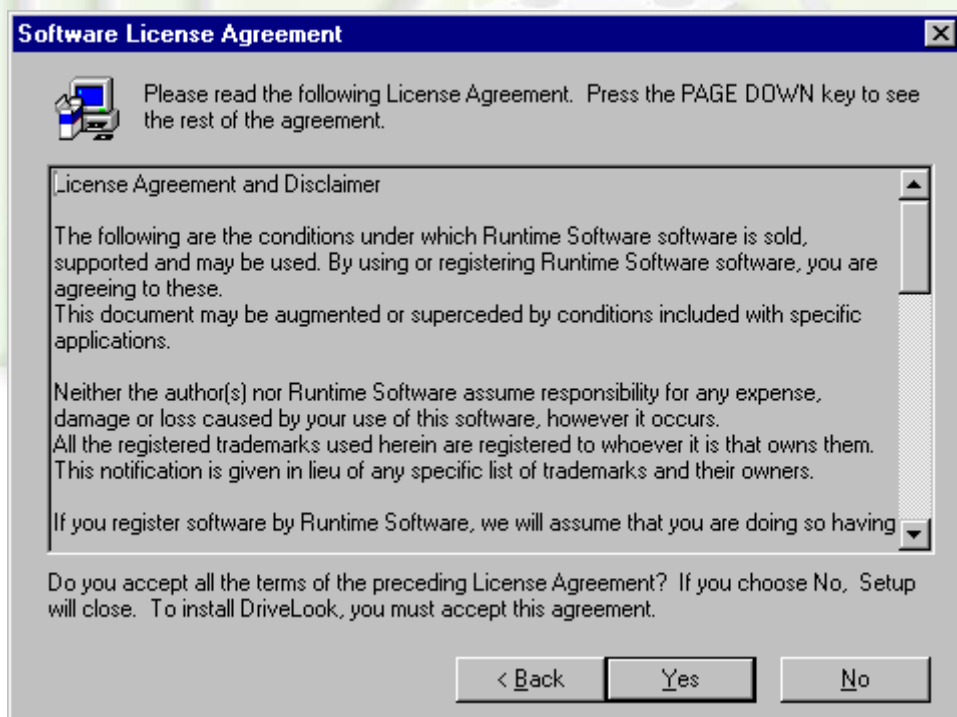 Software License Agreement
Please read the following License Agreement. Press the PAGE DOWN key to see
the rest of the agreement.
License Agreement and Disclaimer
The following are the conditions under which Runtime Software software is sold,
supported and may be used. By using or registering Runtime Software software, you are
agreeing to these.
This document may be augmented or superceded by conditions included with specific
applications.
Neither the author(s) nor Runtime Software assume responsibility for any expense,
damage or loss caused by your use of this software, however it occurs.
All the registered trademarks used herein are registered to whoever it is that owns them.
This notification is given in lieu of any specific list of trademarks and their owners.
If you register software by Runtime Software, we will assume that you are doing so having
Do you accept all the terms of the preceding License Agreement? If you choose No, Setup
will close. To install DriveLook, you must accept this agreement.
< Back Yes No